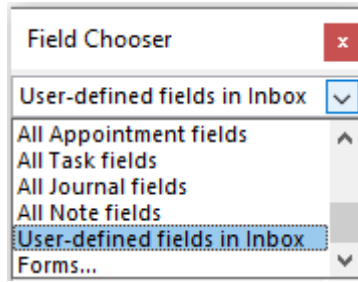 Field Chooser
x
User-defined fields in Inbox
All Appointment fields
All Task fields
All Journal fields
All Note fields
User-defined fields in Inbox
Forms...